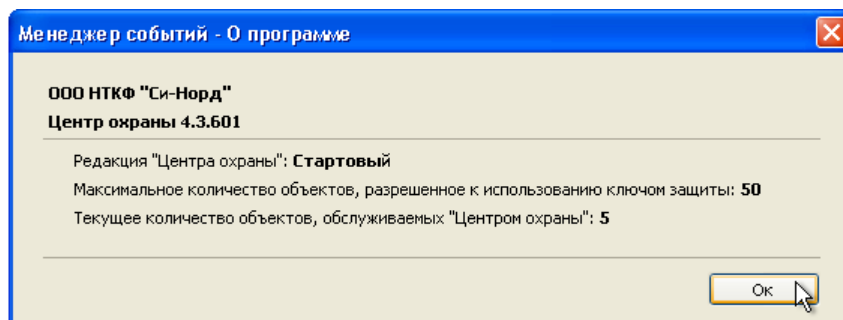 Менеджер событий - О программе
ООО НТКФ "Си-Норд"
Центр охраны 4.3.601
Редакция "Центра охраны": Стартовый
Максимальное количество объектов, разрешенное к использованию ключом защиты: 50
Текущее количество объектов, обслуживаемых "Центром охраны": 5
Ок